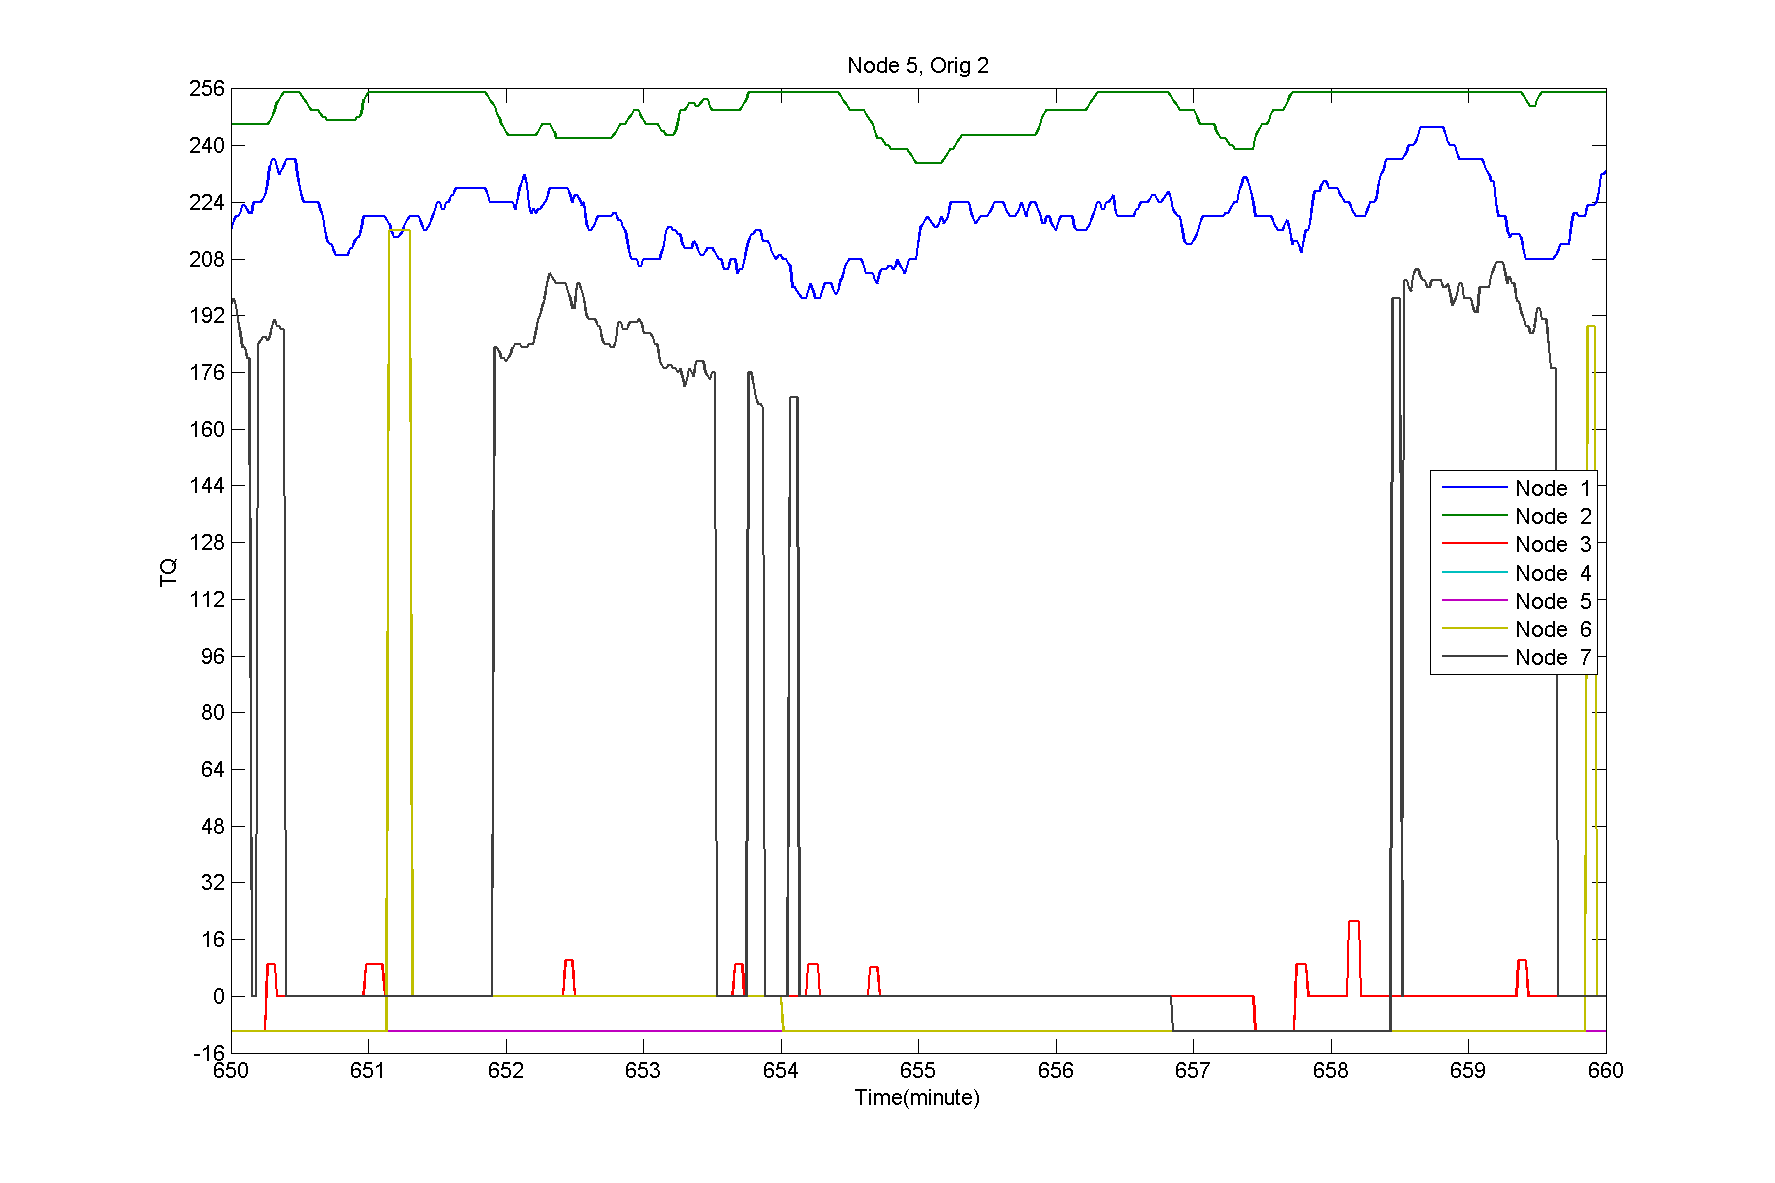 Node 5, Orig 2
256
240
224
208
192
176
160
144
128
112
96
80
64
48
32
16
0
-16
TQ
Node 1
Node 2
Node 3
Node 4
Node 5
Node 6
Node 7
650 651 652 653 654 655 656 657 658 659 660
Time(minute)